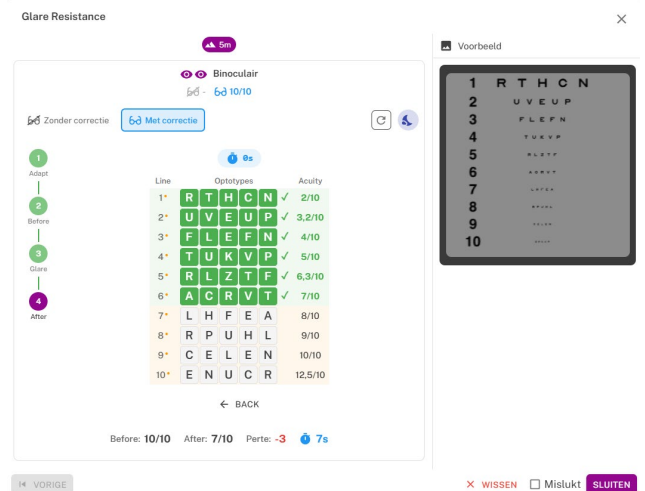 Glare Resistance
5m
Voorbeeld
Binoculair
- 10/10
Zonder correctie
Met correctie
1
Adapt
2
Before
3
Glare
4
After
0s
Line Optotypes Acuity
1* R T H C N ✓ 2/10
2* U V E U P ✓ 3,2/10
3* F L E F N ✓ 4/10
4* T U K V P ✓ 5/10
5* R L Z T F ✓ 6,3/10
6* A C R V T ✓ 7/10
7* L H F E A 8/10
8* R P U H L 9/10
9* C E L E N 10/10
10* E N U C R 12,5/10
← BACK
Before: 10/10 After: 7/10 Perte: -3 7s
1 R T H C N
2 U V E U P
3 F L E F N
4 T U K V P
5 R L Z T F
6
7
8
9
10
VORIGE
WISSEN
Mislukt
SLUITEN